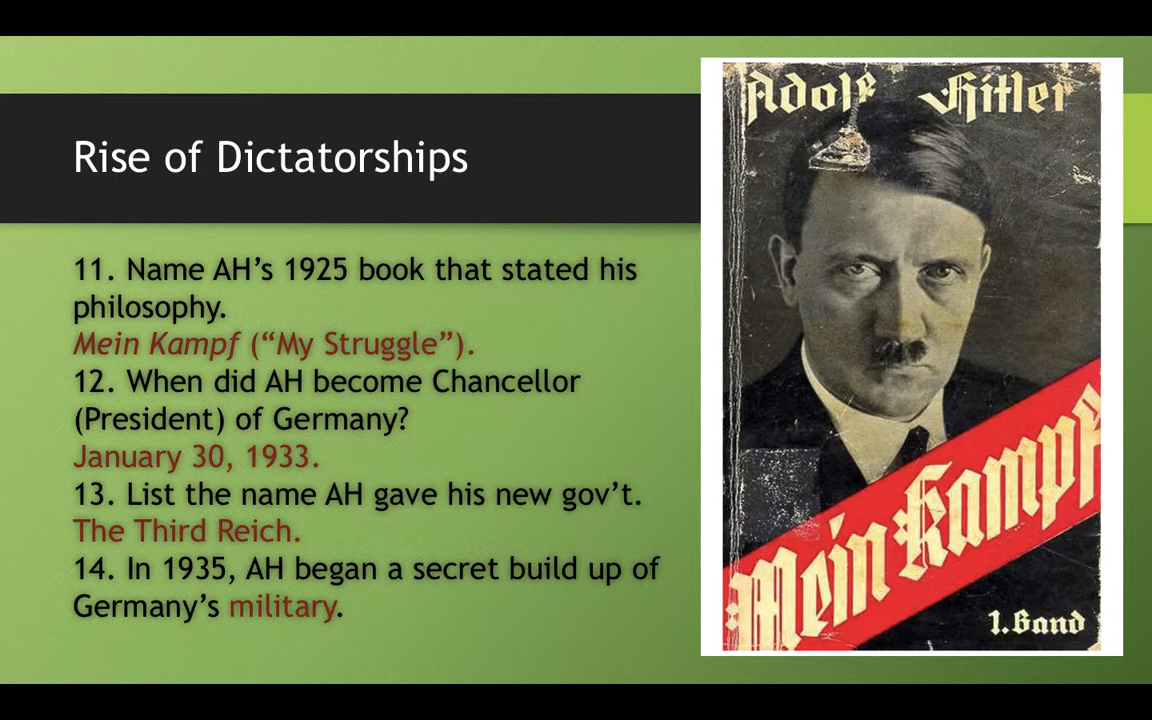 Rise of Dictatorships
11. Name AH’s 1925 book that stated his
philosophy.
Mein Kampf (“My Struggle”).
12. When did AH become Chancellor
(President) of Germany?
January 30, 1933.
13. List the name AH gave his new gov’t.
The Third Reich.
14. In 1935, AH began a secret build up of
Germany’s military.
Adolf Hitler
Mein Kampf
1. Band